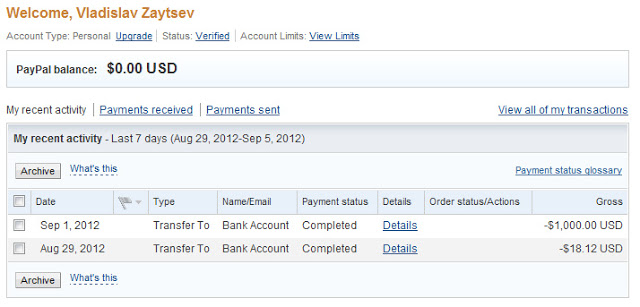 Welcome, Vladislav Zaytsev
Account Type: Personal Upgrade | Status: Verified | Account Limits: View Limits
PayPal balance: $0.00 USD
My recent activity | Payments received | Payments sent View all of my transactions
My recent activity - Last 7 days (Aug 29, 2012-Sep 5, 2012)
Archive What's this Payment status glossary
Date Type Name/Email Payment status Details Order status/Actions Gross
Sep 1, 2012 Transfer To Bank Account Completed Details -$1,000.00 USD
Aug 29, 2012 Transfer To Bank Account Completed Details -$18.12 USD
Archive What's this